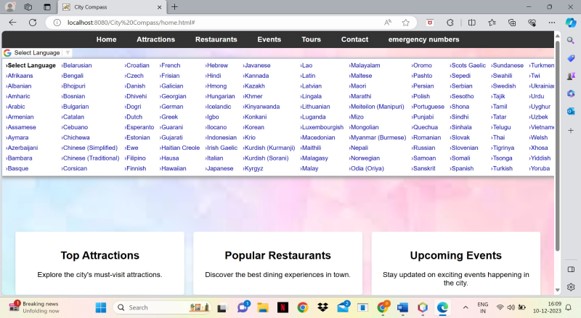 City Compass
localhost:8080/City%20Compass/home.html#
Home Attractions Restaurants Events Tours Contact emergency numbers
Select Language
›Select Language ›Belarusian ›Croatian ›French ›Hebrew ›Javanese ›Lao ›Malayalam ›Oromo ›Scots Gaelic ›Sundanese ›Turkmen
›Afrikaans ›Bengali ›Czech ›Frisian ›Hindi ›Kannada ›Latin ›Maltese ›Pashto ›Sepedi ›Swahili ›Twi
›Albanian ›Bhojpuri ›Danish ›Galician ›Hmong ›Kazakh ›Latvian ›Maori ›Persian ›Serbian ›Swedish ›Ukrainia
›Amharic ›Bosnian ›Dhivehi ›Georgian ›Hungarian ›Khmer ›Lingala ›Marathi ›Polish ›Sesotho ›Tajik ›Urdu
›Arabic ›Bulgarian ›Dogri ›German ›Icelandic ›Kinyarwanda ›Lithuanian ›Meiteilon (Manipuri) ›Portuguese ›Shona ›Tamil ›Uyghur
›Armenian ›Catalan ›Dutch ›Greek ›Igbo ›Konkani ›Luganda ›Mizo ›Punjabi ›Sindhi ›Tatar ›Uzbek
›Assamese ›Cebuano ›Esperanto ›Guarani ›Ilocano ›Korean ›Luxembourgish ›Mongolian ›Quechua ›Sinhala ›Telugu ›Vietnam
›Aymara ›Chichewa ›Estonian ›Gujarati ›Indonesian ›Krio ›Macedonian ›Myanmar (Burmese) ›Romanian ›Slovak ›Thai ›Welsh
›Azerbaijani ›Chinese (Simplified) ›Ewe ›Haitian Creole ›Irish Gaelic ›Kurdish (Kurmanji) ›Maithili ›Nepali ›Russian ›Slovenian ›Tigrinya ›Xhosa
›Bambara ›Chinese (Traditional) ›Filipino ›Hausa ›Italian ›Kurdish (Sorani) ›Malagasy ›Norwegian ›Samoan ›Somali ›Tsonga ›Yiddish
›Basque ›Corsican ›Finnish ›Hawaiian ›Japanese ›Kyrgyz ›Malay ›Odia (Oriya) ›Sanskrit ›Spanish ›Turkish ›Yoruba
Top Attractions Popular Restaurants Upcoming Events
Explore the city's must-visit attractions. Discover the best dining experiences in town. Stay updated on exciting events happening in
the city.
Breaking news
Unfolding now
Search
ENG
IN
16:09
10-12-2023